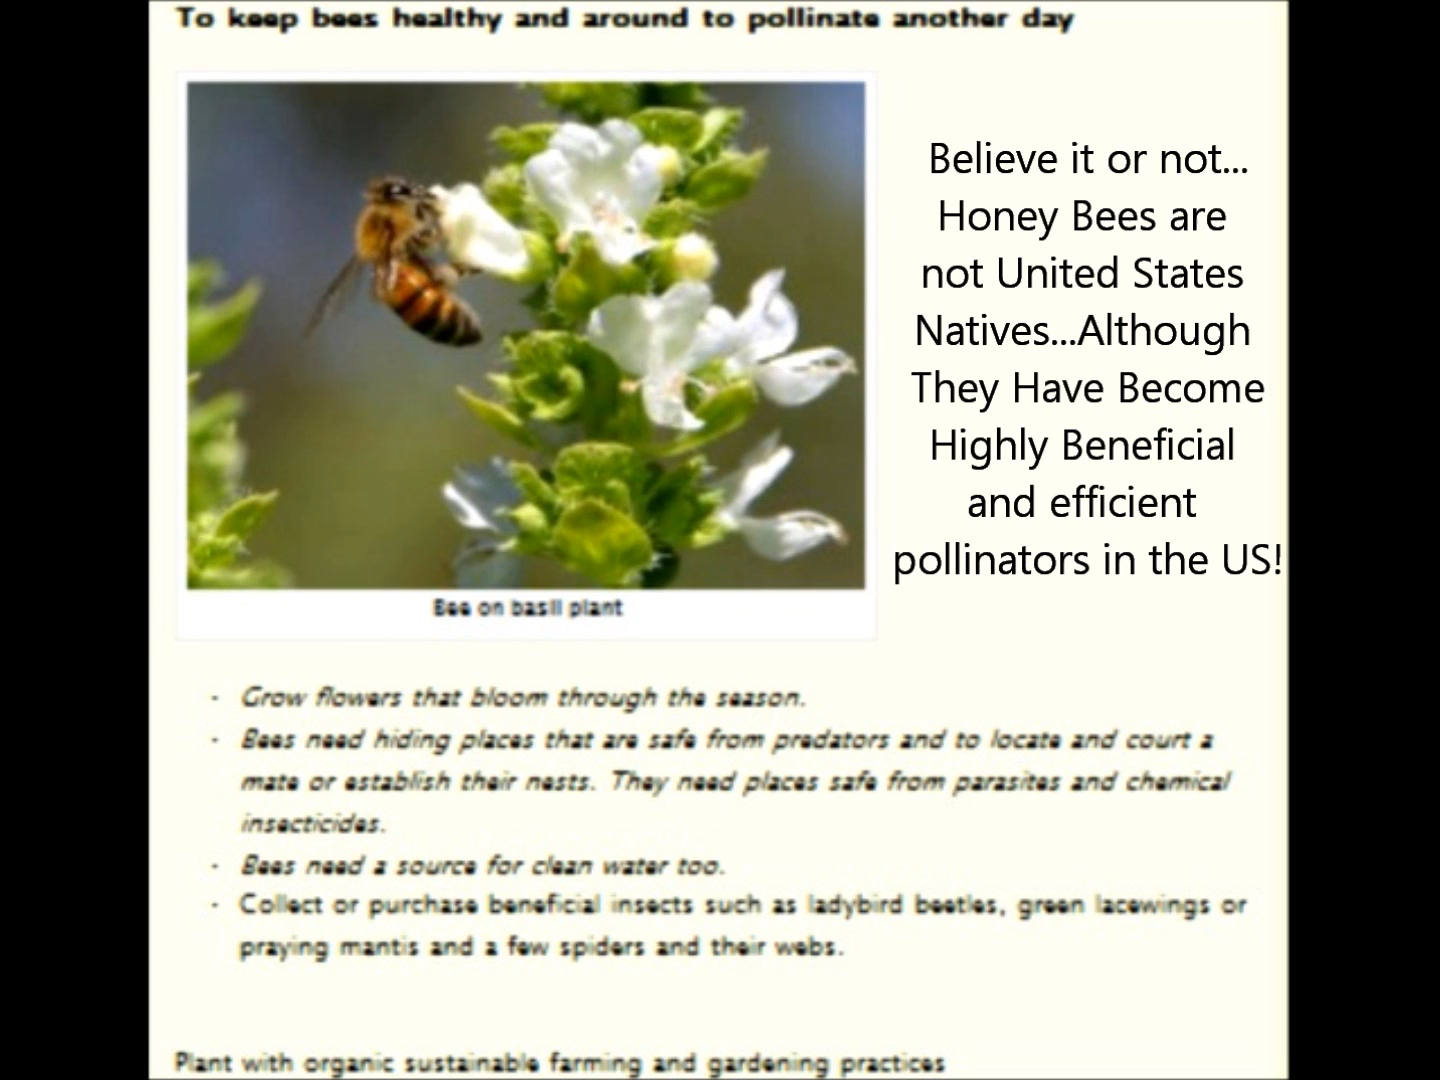 To keep bees healthy and around to pollinate another day
Believe it or not...
Honey Bees are
not United States
Natives...Although
They Have Become
Highly Beneficial
and efficient
pollinators in the US!
Bee on basil plant
- Grow flowers that bloom through the season.
- Bees need hiding places that are safe from predators and to locate and court a
mate or establish their nests. They need places safe from parasites and chemical
insecticides.
- Bees need a source for clean water too.
- Collect or purchase beneficial insects such as ladybird beetles, green lacewings or
praying mantis and a few spiders and their webs.
Plant with organic sustainable farming and gardening practices